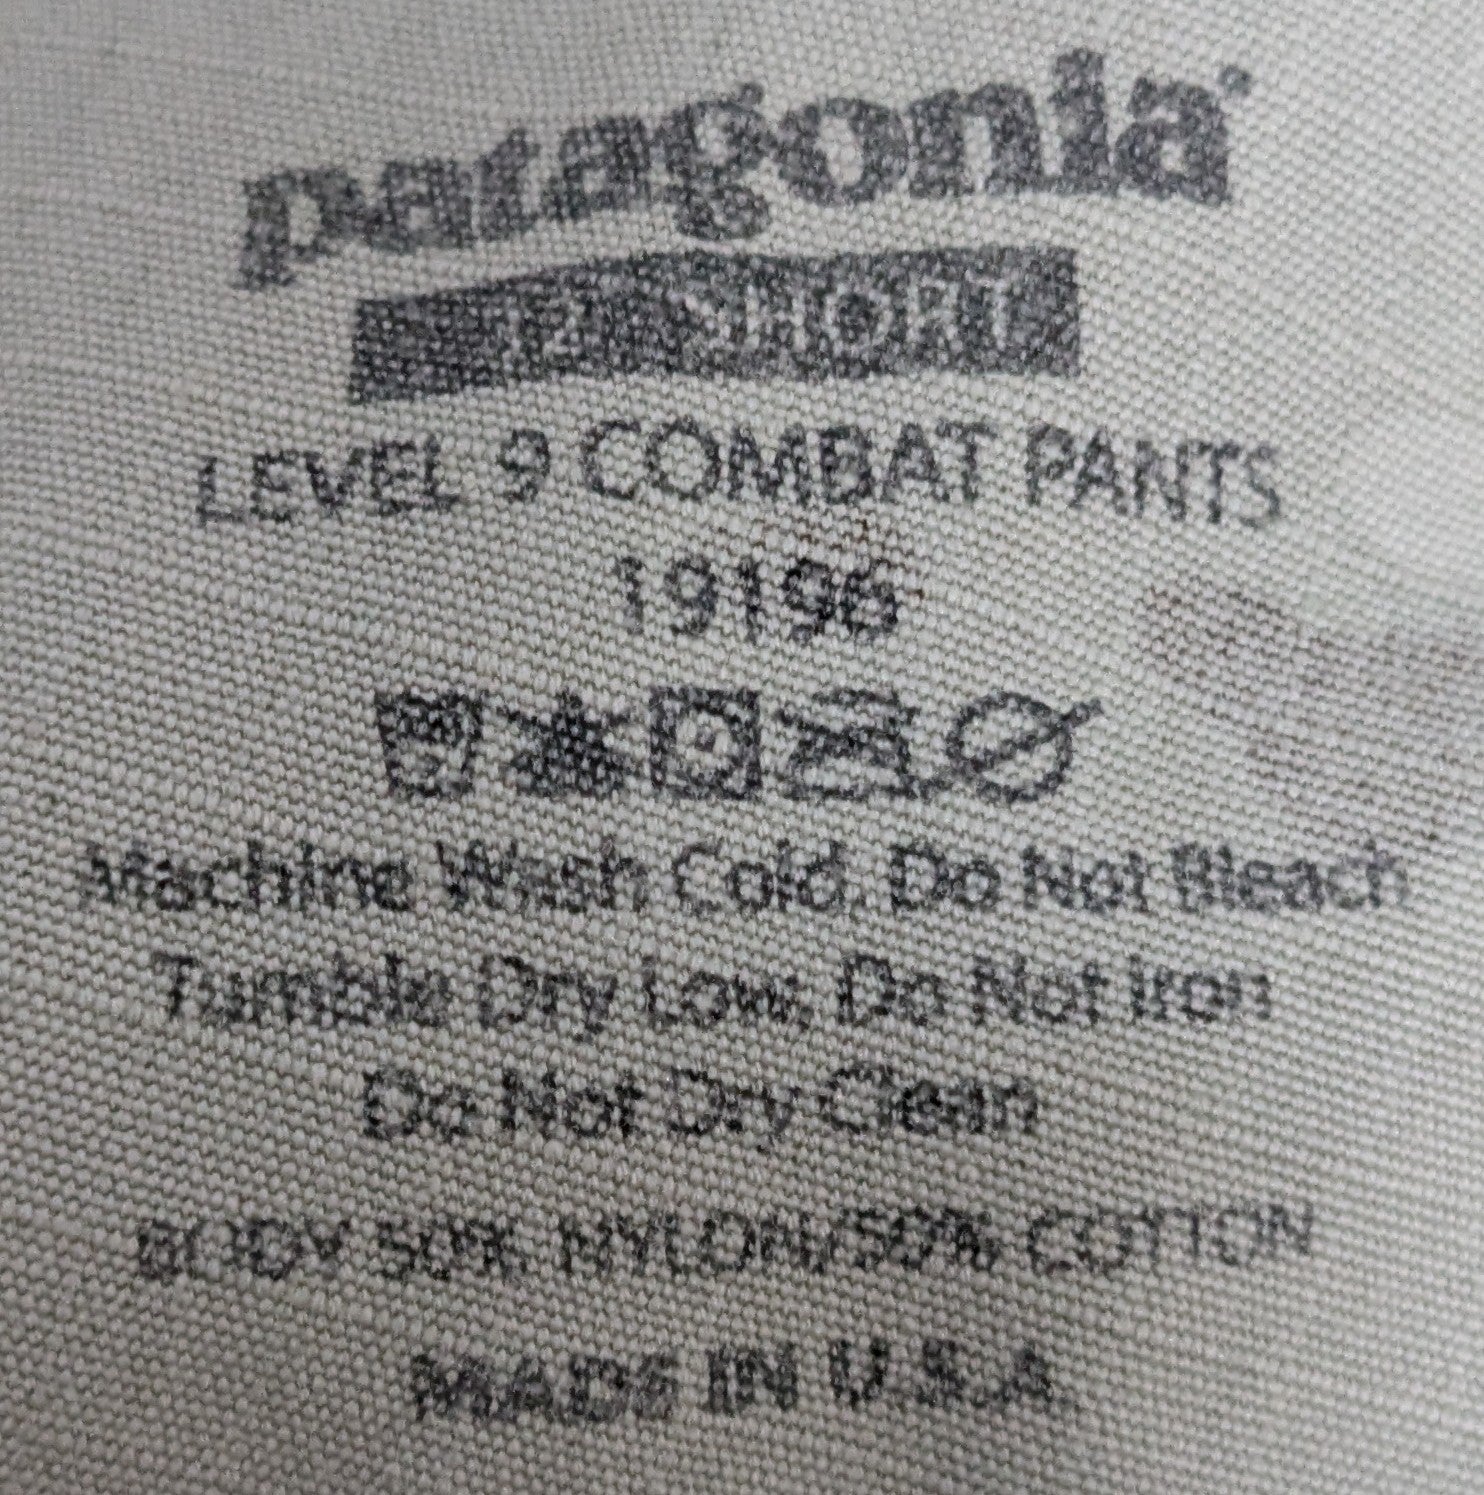 patagonia®
SHORT
LEVEL 9 COMBAT PANTS
19196
Machine Wash Cold, Do Not Bleach
Tumble Dry Low, Do Not Iron
Do Not Dry Clean
BODY 50% NYLON/50% COTTON
MADE IN U.S.A